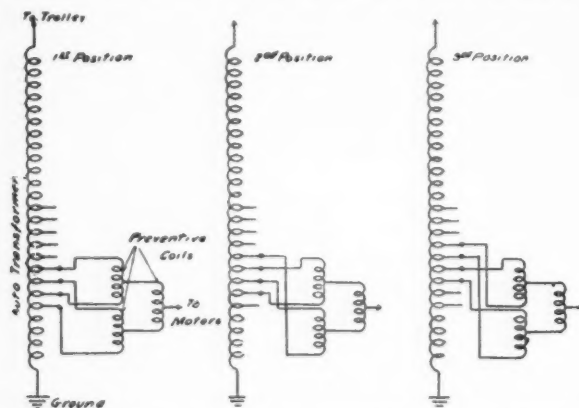 To Trolley
1st Position
2nd Position
3rd Position
Auto Transformer
Preventive
Coils
To
Motors
Ground